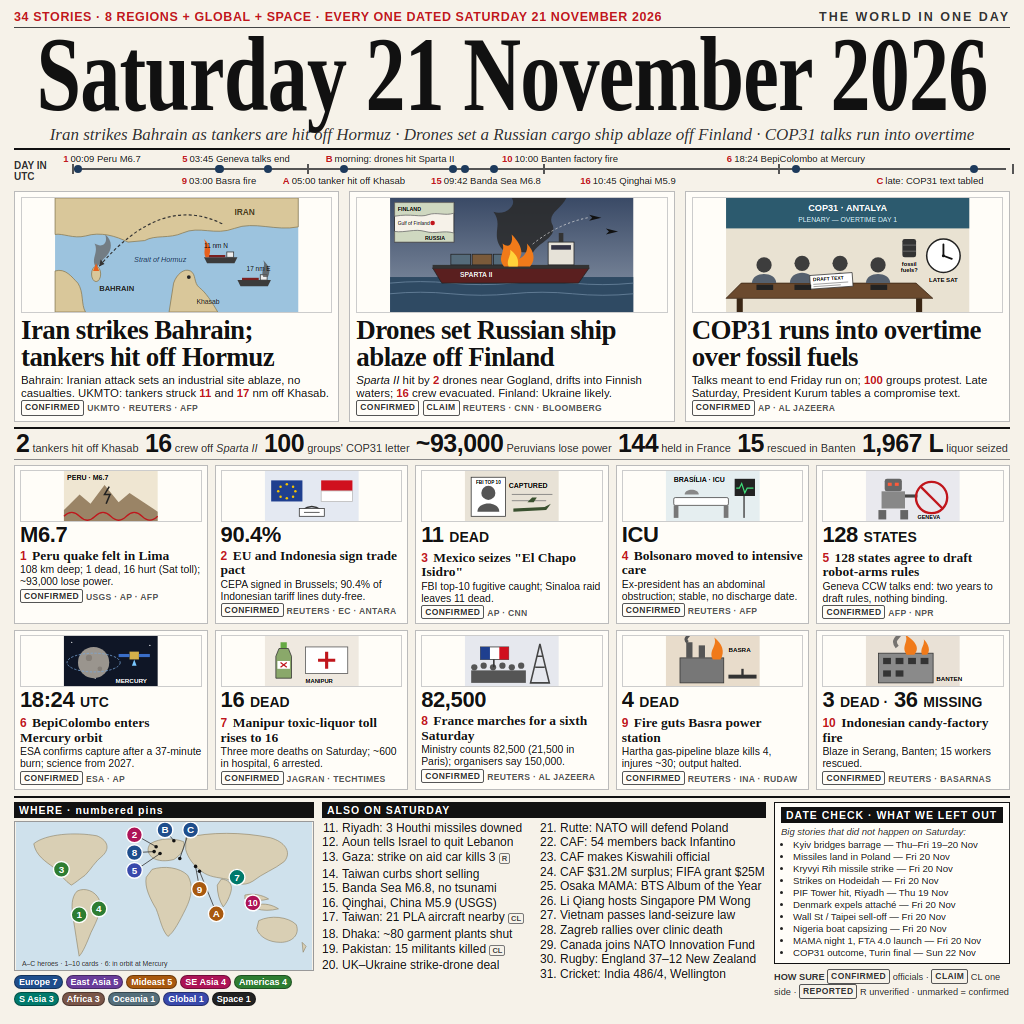 34 STORIES · 8 REGIONS + GLOBAL + SPACE · EVERY ONE DATED SATURDAY 21 NOVEMBER 2026
THE WORLD IN ONE DAY
Saturday 21 November 2026
Iran strikes Bahrain as tankers are hit off Hormuz · Drones set a Russian cargo ship ablaze off Finland · COP31 talks run into overtime
DAY IN
UTC
1 00:09 Peru M6.7
5 03:45 Geneva talks end
B morning: drones hit Sparta II
10 10:00 Banten factory fire
6 18:24 BepiColombo at Mercury
9 03:00 Basra fire
A 05:00 tanker hit off Khasab
15 09:42 Banda Sea M6.8
16 10:45 Qinghai M5.9
C late: COP31 text tabled
IRAN
11 nm N
Strait of Hormuz
17 nm E
BAHRAIN
Khasab
Iran strikes Bahrain;
tankers hit off Hormuz
Bahrain: Iranian attack sets an industrial site ablaze, no
casualties. UKMTO: tankers struck 11 and 17 nm off Khasab.
CONFIRMED UKMTO · REUTERS · AFP
FINLAND
Gulf of Finland
RUSSIA
SPARTA II
Drones set Russian ship
ablaze off Finland
Sparta II hit by 2 drones near Gogland, drifts into Finnish
waters; 16 crew evacuated. Finland: Ukraine likely.
CONFIRMED CLAIM REUTERS · CNN · BLOOMBERG
COP31 · ANTALYA
PLENARY — OVERTIME DAY 1
fossil
fuels?
LATE SAT
DRAFT TEXT
COP31 runs into overtime
over fossil fuels
Talks meant to end Friday run on; 100 groups protest. Late
Saturday, President Kurum tables a compromise text.
CONFIRMED AP · AL JAZEERA
2 tankers hit off Khasab 16 crew off Sparta II 100 groups' COP31 letter ~93,000 Peruvians lose power 144 held in France 15 rescued in Banten 1,967 L liquor seized
PERU · M6.7
M6.7
1 Peru quake felt in Lima
108 km deep; 1 dead, 16 hurt (Sat toll);
~93,000 lose power.
CONFIRMED USGS · AP · AFP
90.4%
2 EU and Indonesia sign trade
pact
CEPA signed in Brussels; 90.4% of
Indonesian tariff lines duty-free.
CONFIRMED REUTERS · EC · ANTARA
FBI TOP 10
CAPTURED
11 DEAD
3 Mexico seizes "El Chapo
Isidro"
FBI top-10 fugitive caught; Sinaloa raid
leaves 11 dead.
CONFIRMED AP · CNN
BRASÍLIA · ICU
ICU
4 Bolsonaro moved to intensive
care
Ex-president has an abdominal
obstruction; stable, no discharge date.
CONFIRMED REUTERS · AFP
GENEVA
128 STATES
5 128 states agree to draft
robot-arms rules
Geneva CCW talks end: two years to
draft rules, nothing binding.
CONFIRMED AFP · NPR
MERCURY
18:24 UTC
6 BepiColombo enters
Mercury orbit
ESA confirms capture after a 37-minute
burn; science from 2027.
CONFIRMED ESA · AP
MANIPUR
16 DEAD
7 Manipur toxic-liquor toll
rises to 16
Three more deaths on Saturday; ~600
in hospital, 6 arrested.
CONFIRMED JAGRAN · TECHTIMES
82,500
8 France marches for a sixth
Saturday
Ministry counts 82,500 (21,500 in
Paris); organisers say 150,000.
CONFIRMED REUTERS · AL JAZEERA
BASRA
4 DEAD
9 Fire guts Basra power
station
Hartha gas-pipeline blaze kills 4,
injures ~30; output halted.
CONFIRMED REUTERS · INA · RUDAW
BANTEN
3 DEAD · 36 MISSING
10 Indonesian candy-factory
fire
Blaze in Serang, Banten; 15 workers
rescued.
CONFIRMED REUTERS · BASARNAS
WHERE · numbered pins
2
B
C
8
5
3
7
9
10
1
4
A
A–C heroes · 1–10 cards · 6: in orbit at Mercury
Europe 7 East Asia 5 Mideast 5 SE Asia 4 Americas 4
S Asia 3 Africa 3 Oceania 1 Global 1 Space 1
ALSO ON SATURDAY
11. Riyadh: 3 Houthi missiles downed
12. Aoun tells Israel to quit Lebanon
13. Gaza: strike on aid car kills 3 R
14. Taiwan curbs short selling
15. Banda Sea M6.8, no tsunami
16. Qinghai, China M5.9 (USGS)
17. Taiwan: 21 PLA aircraft nearby CL
18. Dhaka: ~80 garment plants shut
19. Pakistan: 15 militants killed CL
20. UK–Ukraine strike-drone deal
21. Rutte: NATO will defend Poland
22. CAF: 54 members back Infantino
23. CAF makes Kiswahili official
24. CAF $31.2M surplus; FIFA grant $25M
25. Osaka MAMA: BTS Album of the Year
26. Li Qiang hosts Singapore PM Wong
27. Vietnam passes land-seizure law
28. Zagreb rallies over clinic death
29. Canada joins NATO Innovation Fund
30. Rugby: England 37–12 New Zealand
31. Cricket: India 486/4, Wellington
DATE CHECK · WHAT WE LEFT OUT
Big stories that did not happen on Saturday:
• Kyiv bridges barrage — Thu–Fri 19–20 Nov
• Missiles land in Poland — Fri 20 Nov
• Kryvyi Rih missile strike — Fri 20 Nov
• Strikes on Hodeidah — Fri 20 Nov
• PIF Tower hit, Riyadh — Thu 19 Nov
• Denmark expels attaché — Fri 20 Nov
• Wall St / Taipei sell-off — Fri 20 Nov
• Nigeria boat capsizing — Fri 20 Nov
• MAMA night 1, FTA 4.0 launch — Fri 20 Nov
• COP31 outcome, Turin final — Sun 22 Nov
HOW SURE CONFIRMED officials · CLAIM CL one
side · REPORTED R unverified · unmarked = confirmed